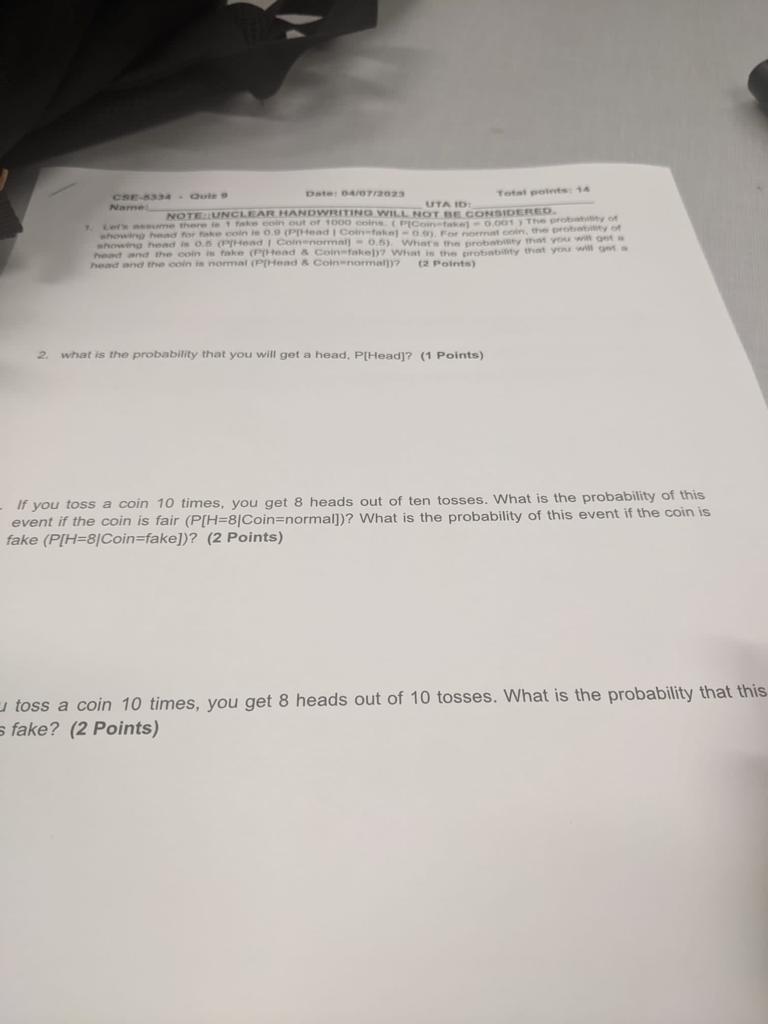 CSE-5334 - Quiz 9 Date: 04/07/2023 Total points: 14
Name: UTA ID:
NOTE::UNCLEAR HANDWRITING WILL NOT BE CONSIDERED.
1. Let's assume there is 1 fake coin out of 1000 coins. ( P[Coin=fake] = 0.001 ) The probability of
showing head for fake coin is 0.9 (P[Head | Coin=fake] = 0.9). For normal coin, the probability of
showing head is 0.5 (P[Head | Coin=normal] = 0.5). What's the probability that you will get a
head and the coin is fake (P[Head & Coin=fake])? What is the probability that you will get a
head and the coin is normal (P[Head & Coin=normal])? (2 Points)
2. what is the probability that you will get a head, P[Head]? (1 Points)
If you toss a coin 10 times, you get 8 heads out of ten tosses. What is the probability of this
event if the coin is fair (P[H=8|Coin=normal])? What is the probability of this event if the coin is
fake (P[H=8|Coin=fake])? (2 Points)
u toss a coin 10 times, you get 8 heads out of 10 tosses. What is the probability that this
s fake? (2 Points)